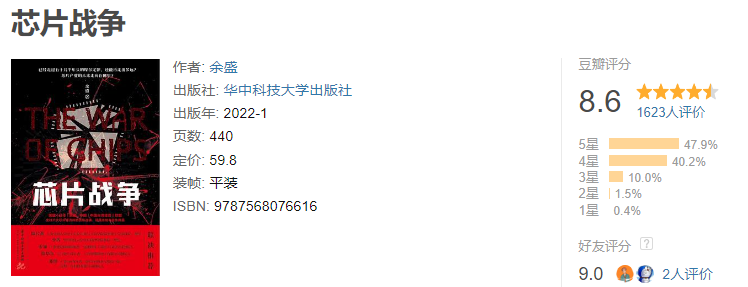 芯片战争
THE WAR
OF CHIPS
芯片战争
作者: 余盛
出版社: 华中科技大学出版社
出版年: 2022-1
页数: 440
定价: 59.8
装帧: 平装
ISBN: 9787568076616
豆瓣评分
8.6
1623人评价
5星 47.9%
4星 40.2%
3星 10.0%
2星 1.5%
1星 0.4%
好友评分 ?
9.0 2人评价